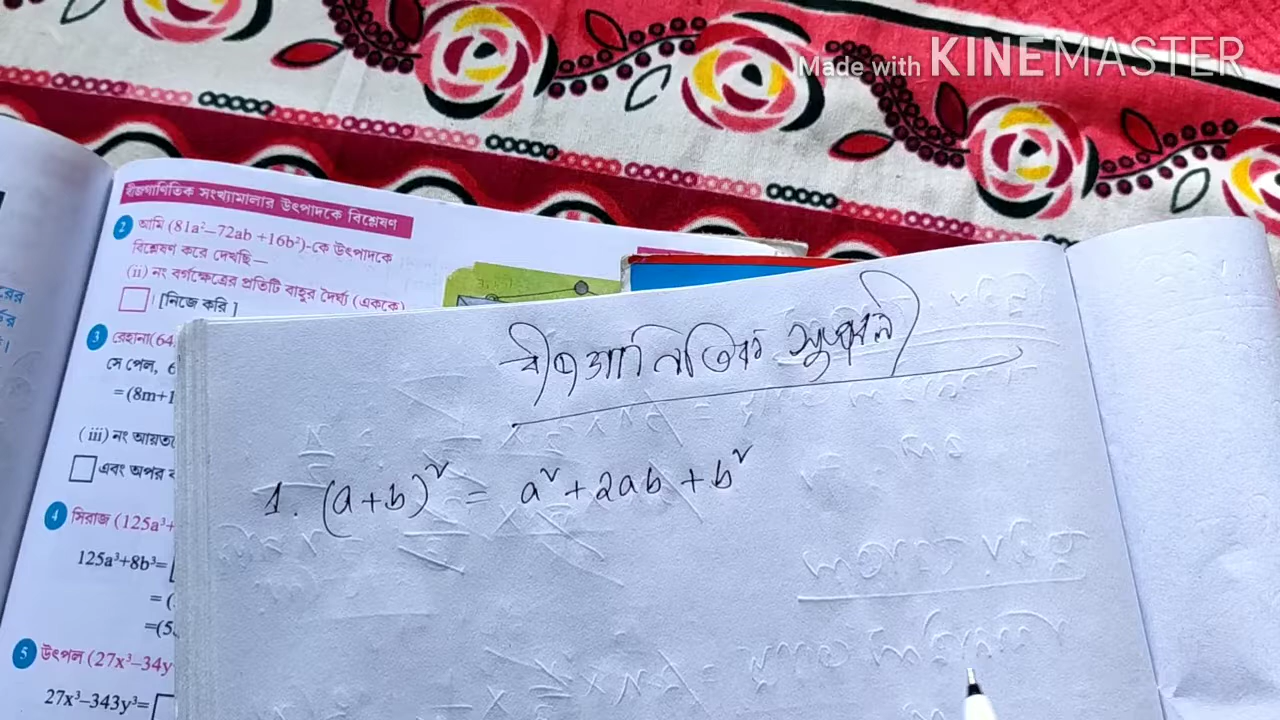 Made with KINEMASTER
বীজগাণিতিক সংখ্যামালার উৎপাদকে বিশ্লেষণ
2 আমি (81a²–72ab +16b²)-কে উৎপাদকে
বিশ্লেষণ করে দেখছি—
(ii) নং বর্গক্ষেত্রের প্রতিটি বাহুর দৈর্ঘ্য (এককে)
। [নিজে করি]
3 রেহানা(64
সে পেল, 6
= (8m+1
(iii) নং আয়ত
এবং অপর ব
4 সিরাজ (125a³+
125a³+8b³=
= (
=(5
5 উৎপল (27x³–34y
27x³–343y³=
বীজগানিতিক সুত্রাবলী
1. (a+b)² = a²+2ab+b²